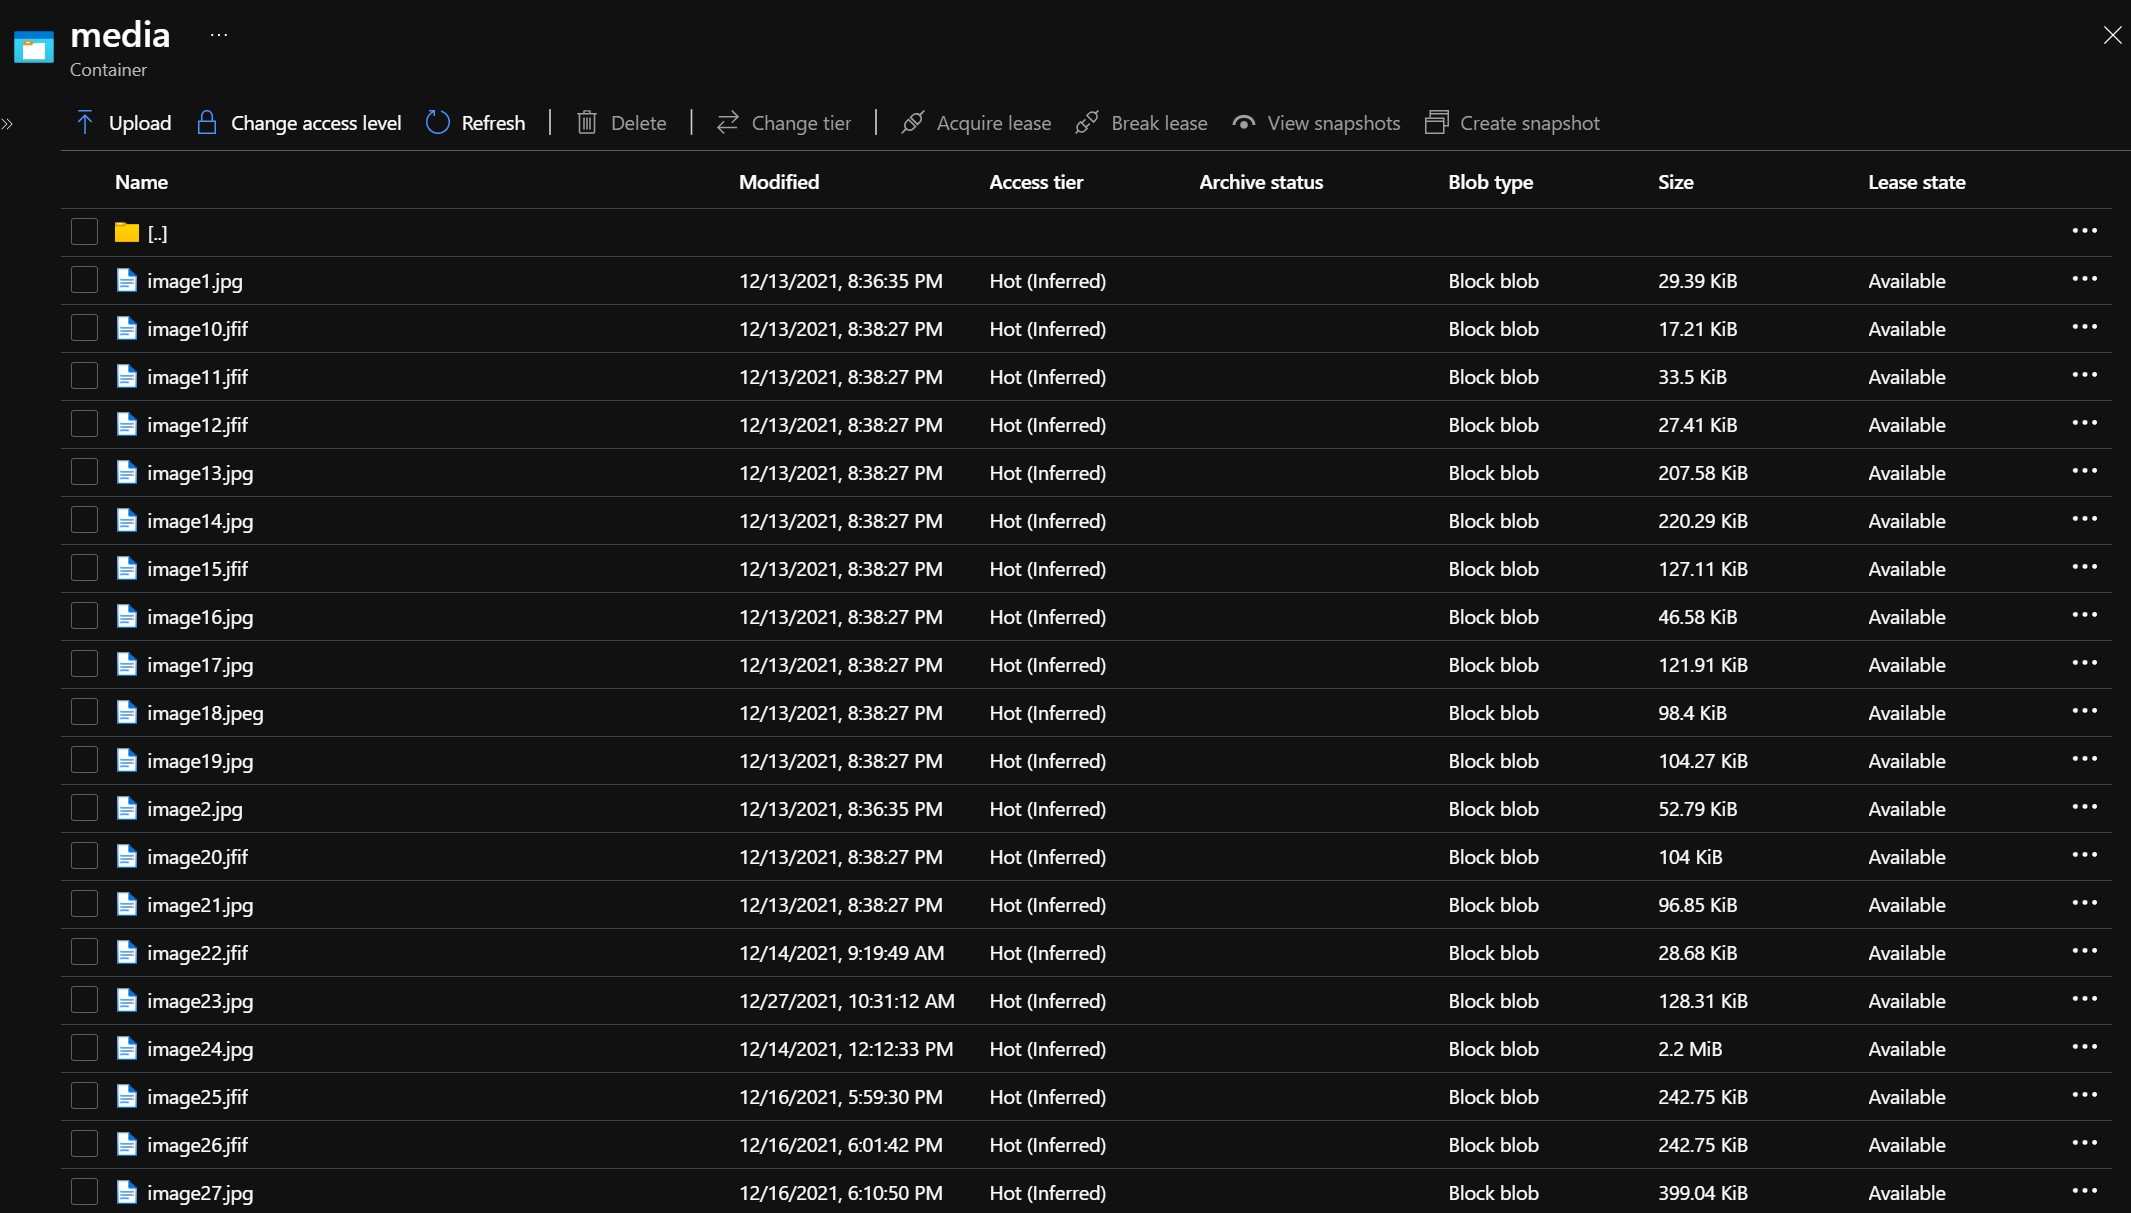 media ...
Container
Upload Change access level Refresh Delete Change tier Acquire lease Break lease View snapshots Create snapshot
Name Modified Access tier Archive status Blob type Size Lease state
[..]
image1.jpg 12/13/2021, 8:36:35 PM Hot (Inferred) Block blob 29.39 KiB Available
image10.jfif 12/13/2021, 8:38:27 PM Hot (Inferred) Block blob 17.21 KiB Available
image11.jfif 12/13/2021, 8:38:27 PM Hot (Inferred) Block blob 33.5 KiB Available
image12.jfif 12/13/2021, 8:38:27 PM Hot (Inferred) Block blob 27.41 KiB Available
image13.jpg 12/13/2021, 8:38:27 PM Hot (Inferred) Block blob 207.58 KiB Available
image14.jpg 12/13/2021, 8:38:27 PM Hot (Inferred) Block blob 220.29 KiB Available
image15.jfif 12/13/2021, 8:38:27 PM Hot (Inferred) Block blob 127.11 KiB Available
image16.jpg 12/13/2021, 8:38:27 PM Hot (Inferred) Block blob 46.58 KiB Available
image17.jpg 12/13/2021, 8:38:27 PM Hot (Inferred) Block blob 121.91 KiB Available
image18.jpeg 12/13/2021, 8:38:27 PM Hot (Inferred) Block blob 98.4 KiB Available
image19.jpg 12/13/2021, 8:38:27 PM Hot (Inferred) Block blob 104.27 KiB Available
image2.jpg 12/13/2021, 8:36:35 PM Hot (Inferred) Block blob 52.79 KiB Available
image20.jfif 12/13/2021, 8:38:27 PM Hot (Inferred) Block blob 104 KiB Available
image21.jpg 12/13/2021, 8:38:27 PM Hot (Inferred) Block blob 96.85 KiB Available
image22.jfif 12/14/2021, 9:19:49 AM Hot (Inferred) Block blob 28.68 KiB Available
image23.jpg 12/27/2021, 10:31:12 AM Hot (Inferred) Block blob 128.31 KiB Available
image24.jpg 12/14/2021, 12:12:33 PM Hot (Inferred) Block blob 2.2 MiB Available
image25.jfif 12/16/2021, 5:59:30 PM Hot (Inferred) Block blob 242.75 KiB Available
image26.jfif 12/16/2021, 6:01:42 PM Hot (Inferred) Block blob 242.75 KiB Available
image27.jpg 12/16/2021, 6:10:50 PM Hot (Inferred) Block blob 399.04 KiB Available